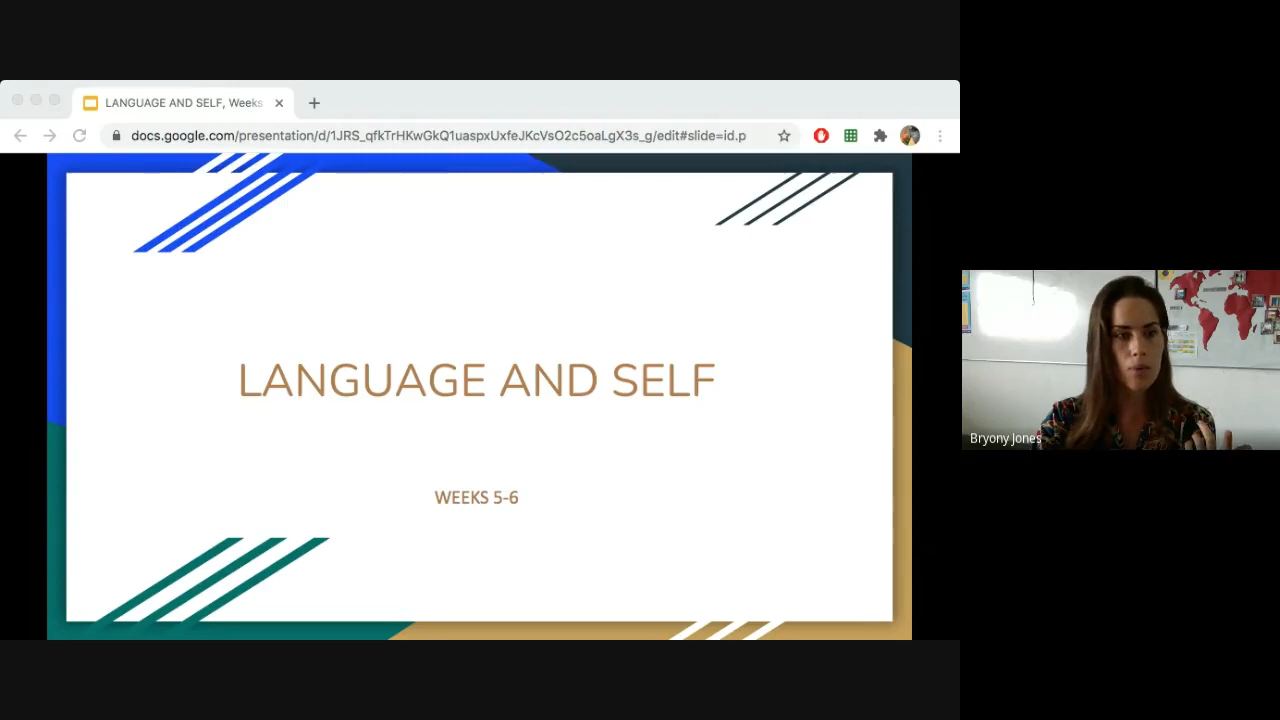 LANGUAGE AND SELF, Weeks
docs.google.com/presentation/d/1JRS_qfkTrHKwGkQ1uaspxUxfeJKcVsO2c5oaLgX3s_g/edit#slide=id.p
LANGUAGE AND SELF
WEEKS 5-6
Bryony Jones